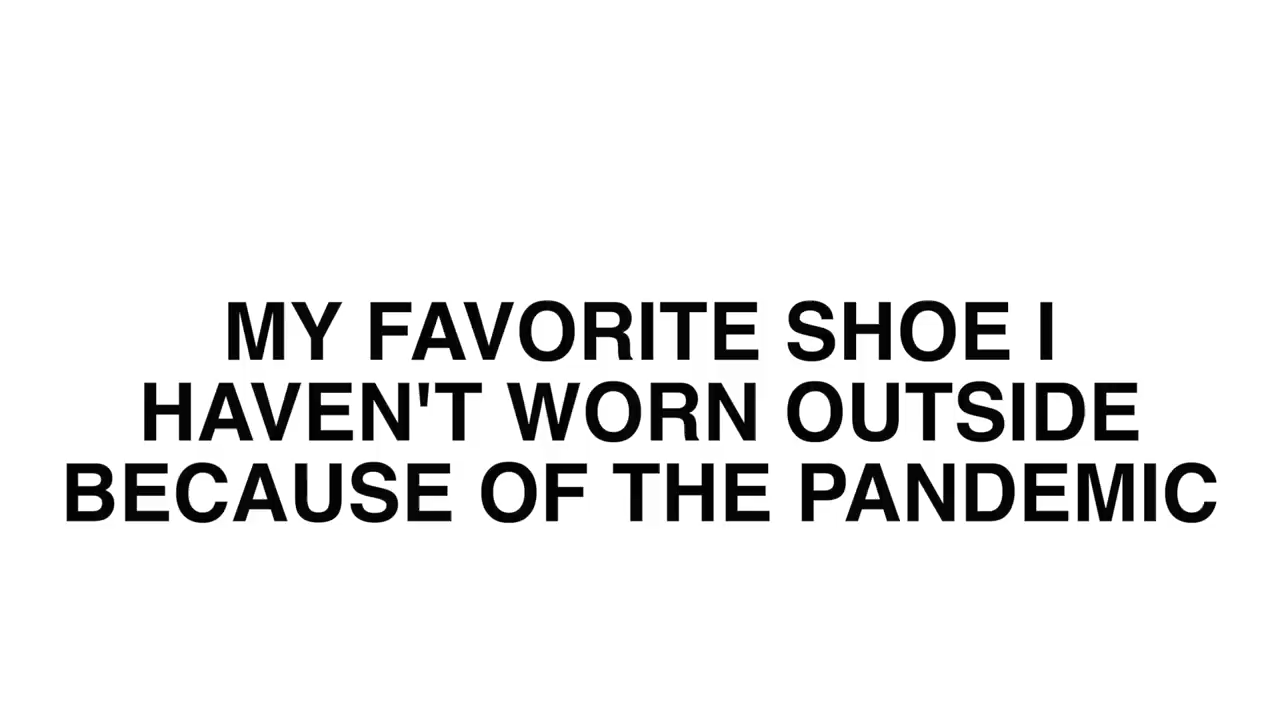 MY FAVORITE SHOE I
HAVEN'T WORN OUTSIDE
BECAUSE OF THE PANDEMIC